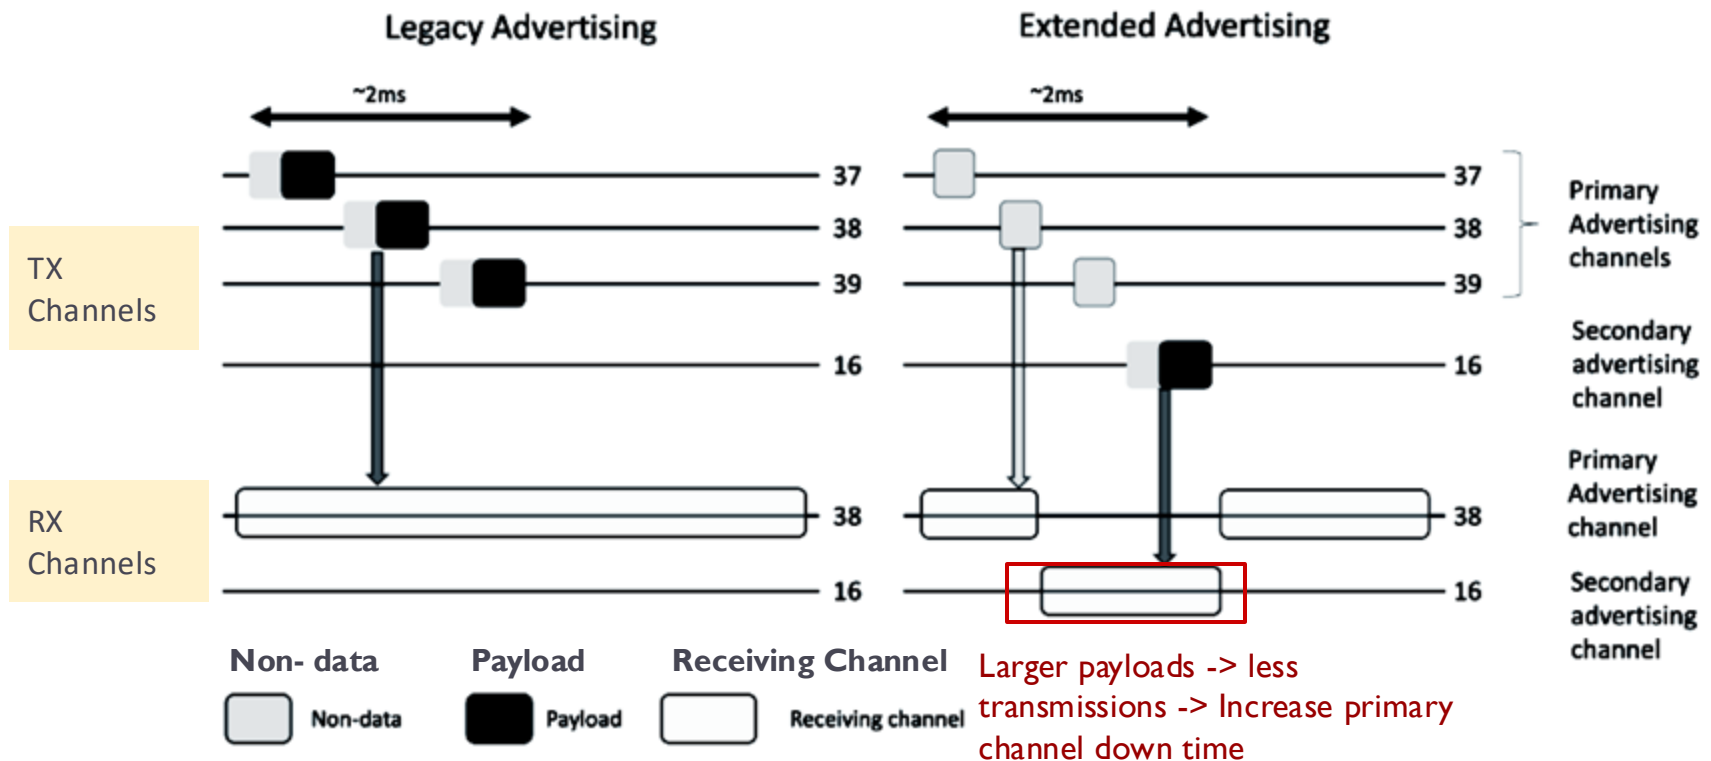 Legacy Advertising
Extended Advertising
~2ms
~2ms
37
38
39
16
37
38
39
16
Primary
Advertising
channels
Secondary
advertising
channel
TX
Channels
RX
Channels
38
16
38
16
Primary
Advertising
channel
Secondary
advertising
channel
Non- data
Payload
Receiving Channel
Non-data
Payload
Receiving channel
Larger payloads -> less
transmissions -> Increase primary
channel down time